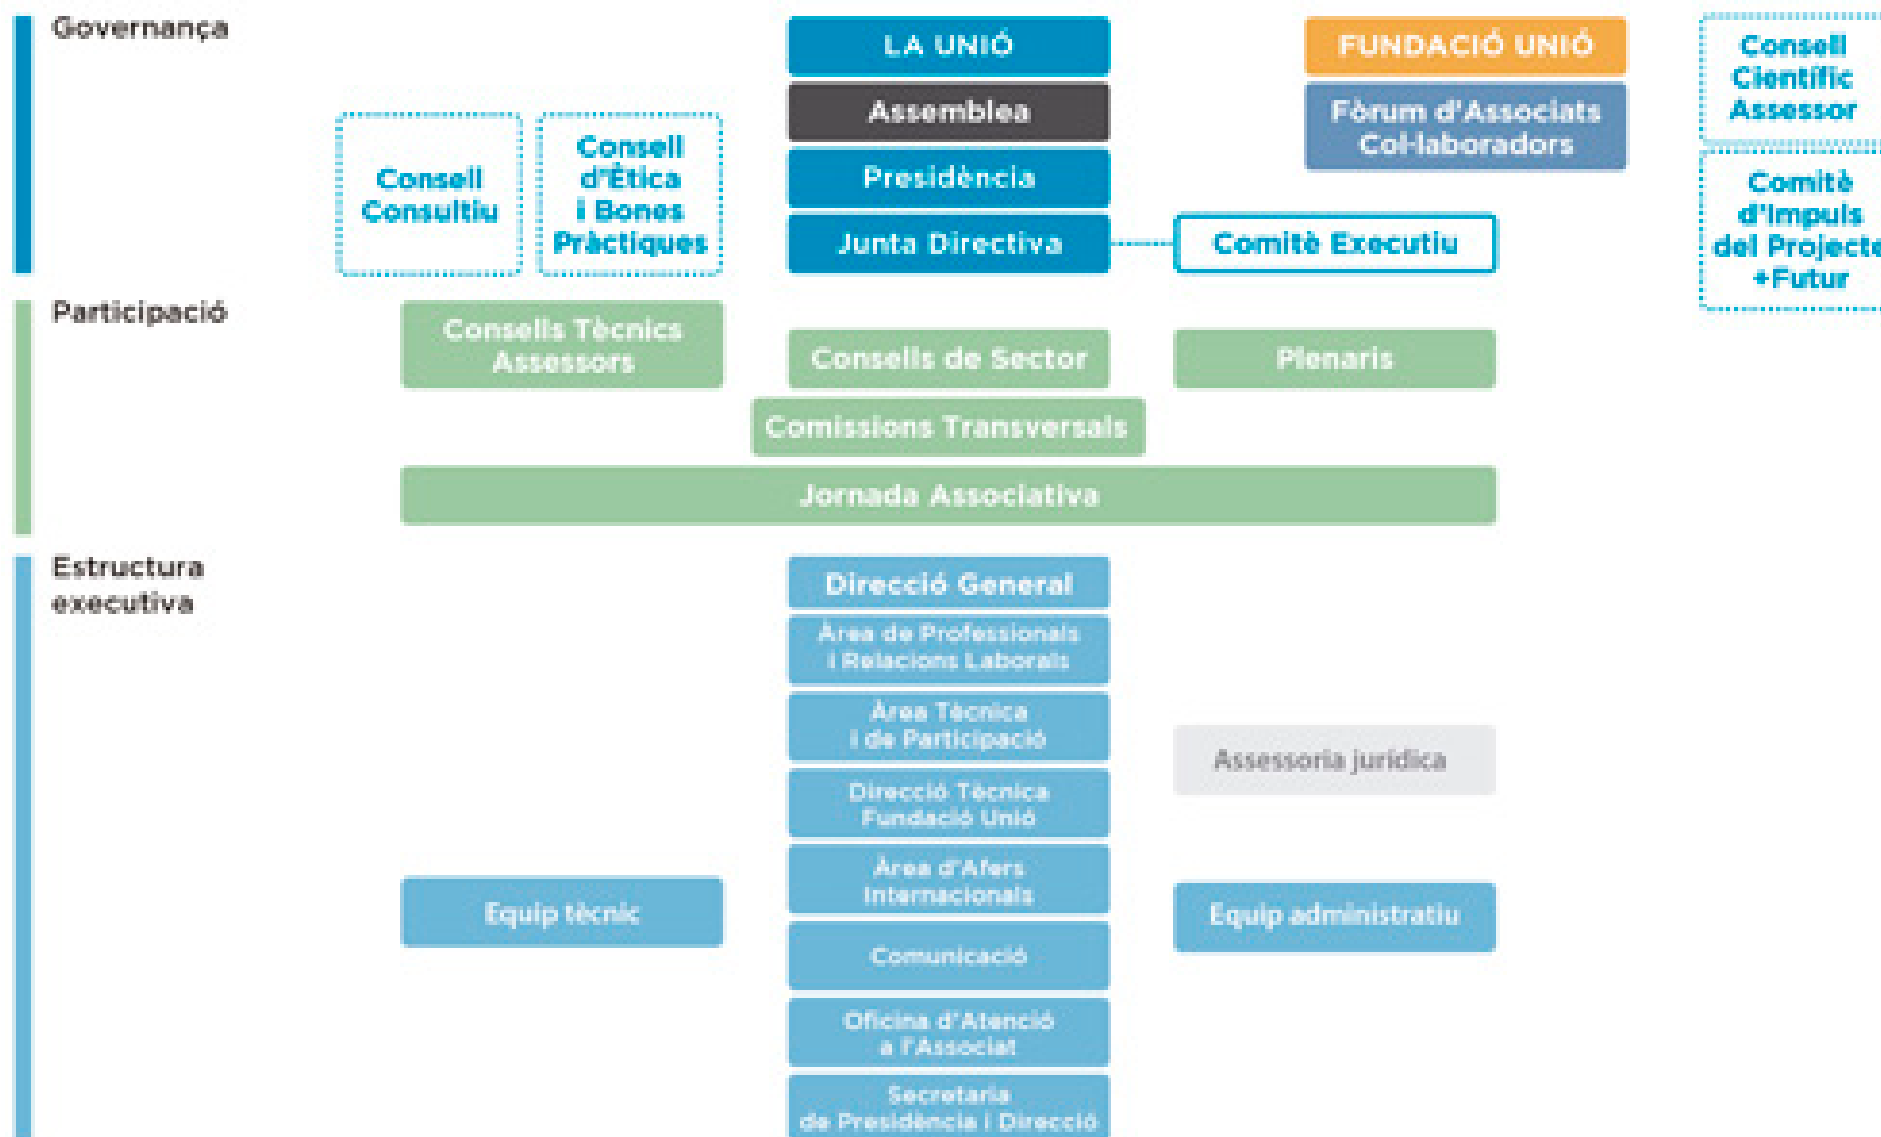 Governança
LA UNIÓ
FUNDACIÓ UNIÓ
Consell
Científic
Assessor
Assemblea
Fòrum d'Associats
Col·laboradors
Consell
Consultiu
Consell
d'Ètica
i Bones
Pràctiques
Presidència
Junta Directiva
Comitè Executiu
Comitè
d'Impuls
del Projecte
+Futur
Participació
Consells Tècnics
Assessors
Consells de Sector
Plenaris
Comissions Transversals
Jornada Associativa
Estructura
executiva
Direcció General
Àrea de Professionals
i Relacions Laborals
Àrea Tècnica
i de Participació
Assessoria jurídica
Direcció Tècnica
Fundació Unió
Àrea d'Afers
Internacionals
Equip tècnic
Equip administratiu
Comunicació
Oficina d'Atenció
a l'Associat
Secretaria
de Presidència i Direcció